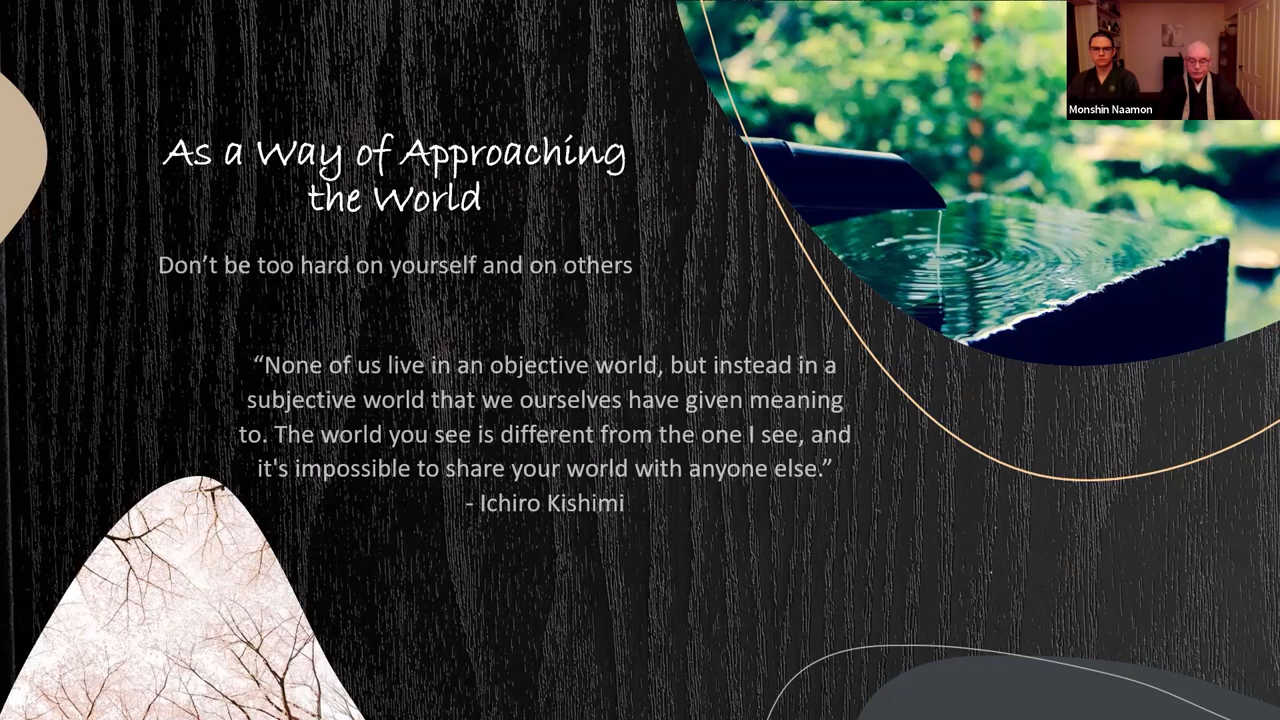 As a Way of Approaching
the World
Don’t be too hard on yourself and on others
“None of us live in an objective world, but instead in a
subjective world that we ourselves have given meaning
to. The world you see is different from the one I see, and
it's impossible to share your world with anyone else.”
- Ichiro Kishimi
Monshin Naamon